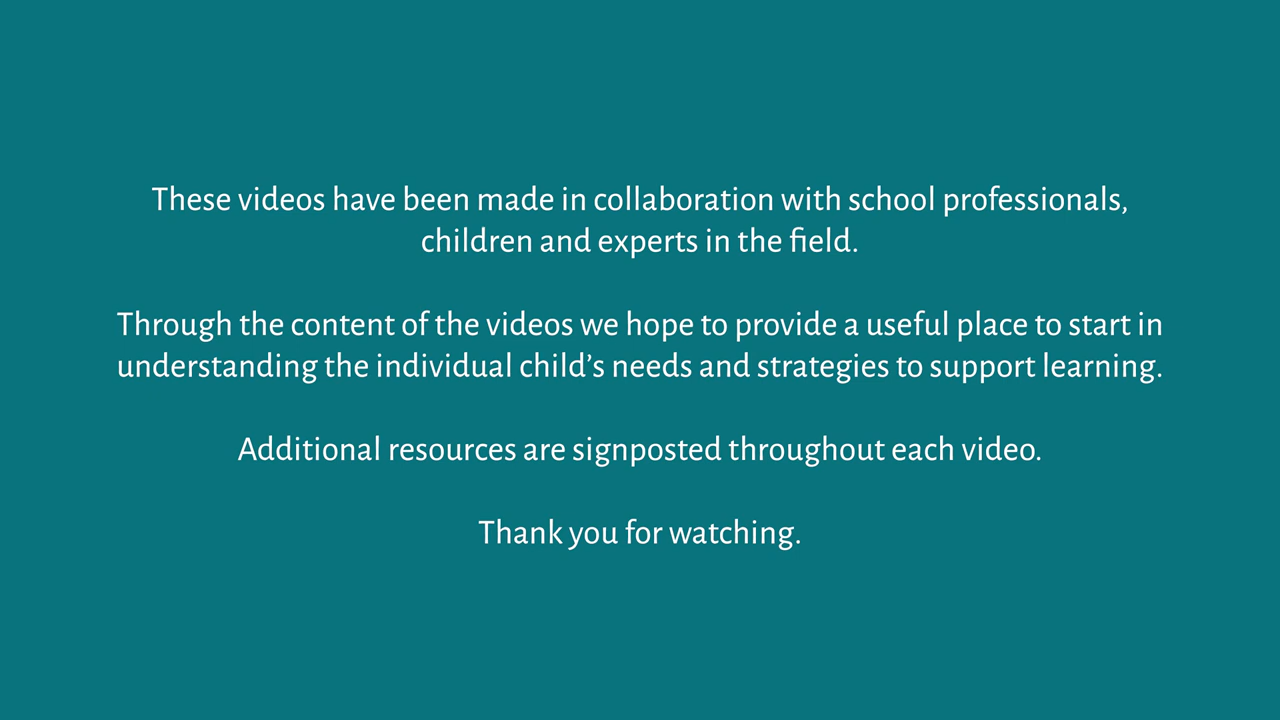 These videos have been made in collaboration with school professionals,
children and experts in the field.
Through the content of the videos we hope to provide a useful place to start in
understanding the individual child’s needs and strategies to support learning.
Additional resources are signposted throughout each video.
Thank you for watching.